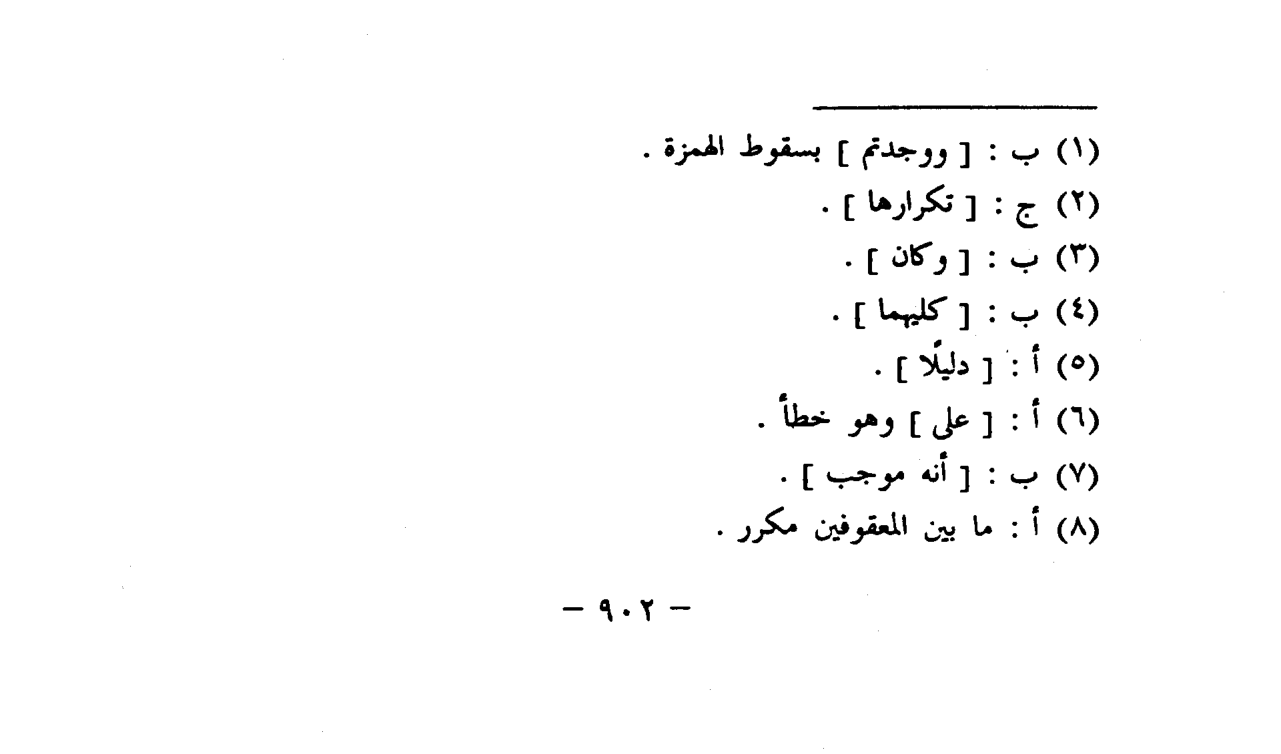 (١) ب : [ ووجدتم ] بسقوط الهمزة .
(٢) ج : [ تكرارها ] .
(٣) ب : [ وكان ] .
(٤) ب : [ كليهما ] .
(٥) أ : [ دليلًا ] .
(٦) أ : [ على ] وهو خطأ .
(٧) ب : [ أنه موجب ] .
(٨) أ : ما بين المعقوفين مكرر .
— ٩٠٢ —